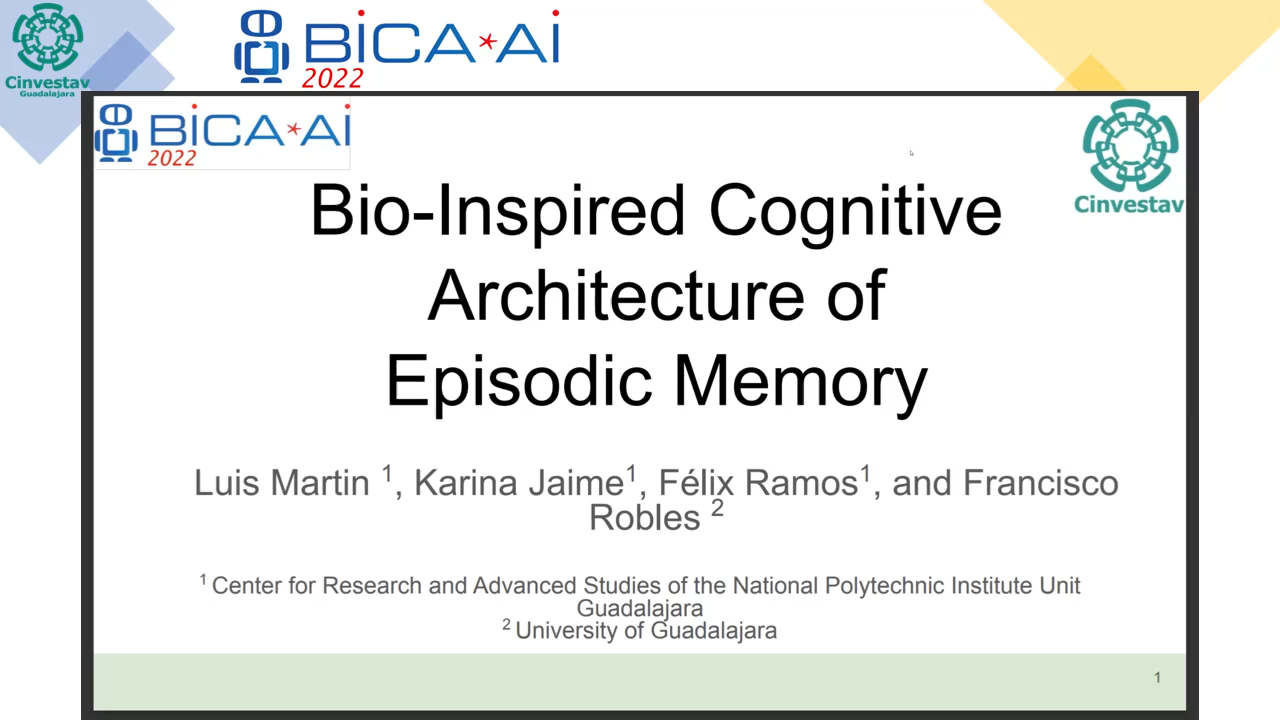 Cinvestav
Guadalajara
BiCA*Ai
2022
BiCA*Ai
2022
Cinvestav
Bio-Inspired Cognitive
Architecture of
Episodic Memory
Luis Martin 1, Karina Jaime1, Félix Ramos1, and Francisco
Robles 2
1 Center for Research and Advanced Studies of the National Polytechnic Institute Unit
Guadalajara
2 University of Guadalajara
1